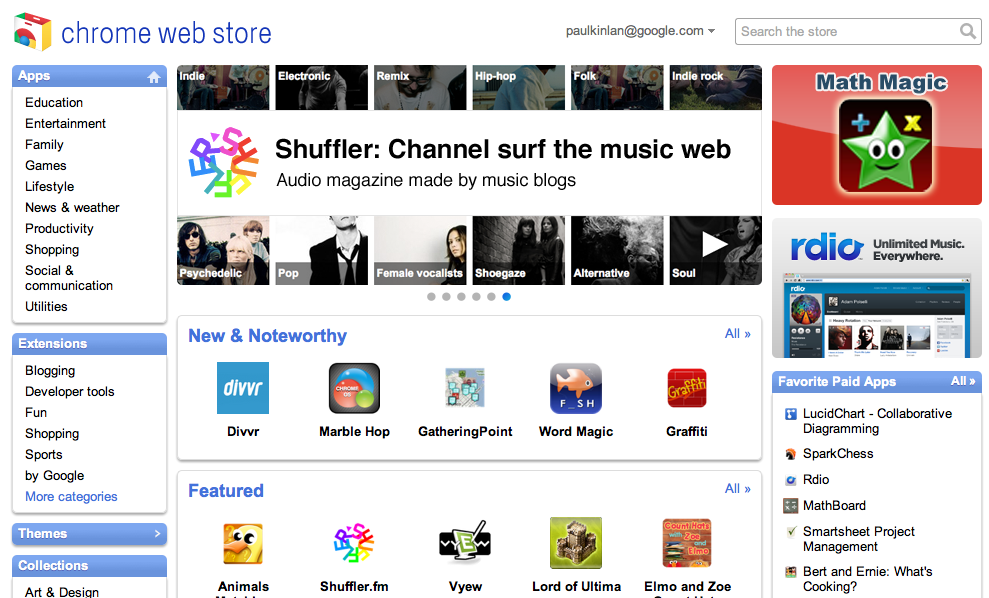 chrome web store
paulkinlan@google.com
Search the store
Apps
Education
Entertainment
Family
Games
Lifestyle
News & weather
Productivity
Shopping
Social &
communication
Utilities
Extensions
Blogging
Developer tools
Fun
Shopping
Sports
by Google
More categories
Themes
Collections
Art & Design
Indie
Electronic
Remix
Hip-hop
Folk
Indie rock
SHUFFLER
Shuffler: Channel surf the music web
Audio magazine made by music blogs
Psychedelic
Pop
Female vocalists
Shoegaze
Alternative
Soul
New & Noteworthy
All »
divvr
CHROME
OS
F_SH
Graffiti
Divvr
Marble Hop
GatheringPoint
Word Magic
Graffiti
Featured
All »
Count Hats
with Zoe
and
Elmo
Animals
Shuffler.fm
Vyew
Lord of Ultima
Elmo and Zoe
Math Magic
+ X
rdio
Unlimited Music.
Everywhere.
rdio
Adam Powell
Heavy Rotation
Favorite Paid Apps
All »
LucidChart - Collaborative
Diagramming
SparkChess
Rdio
MathBoard
Smartsheet Project
Management
Bert and Ernie: What's
Cooking?